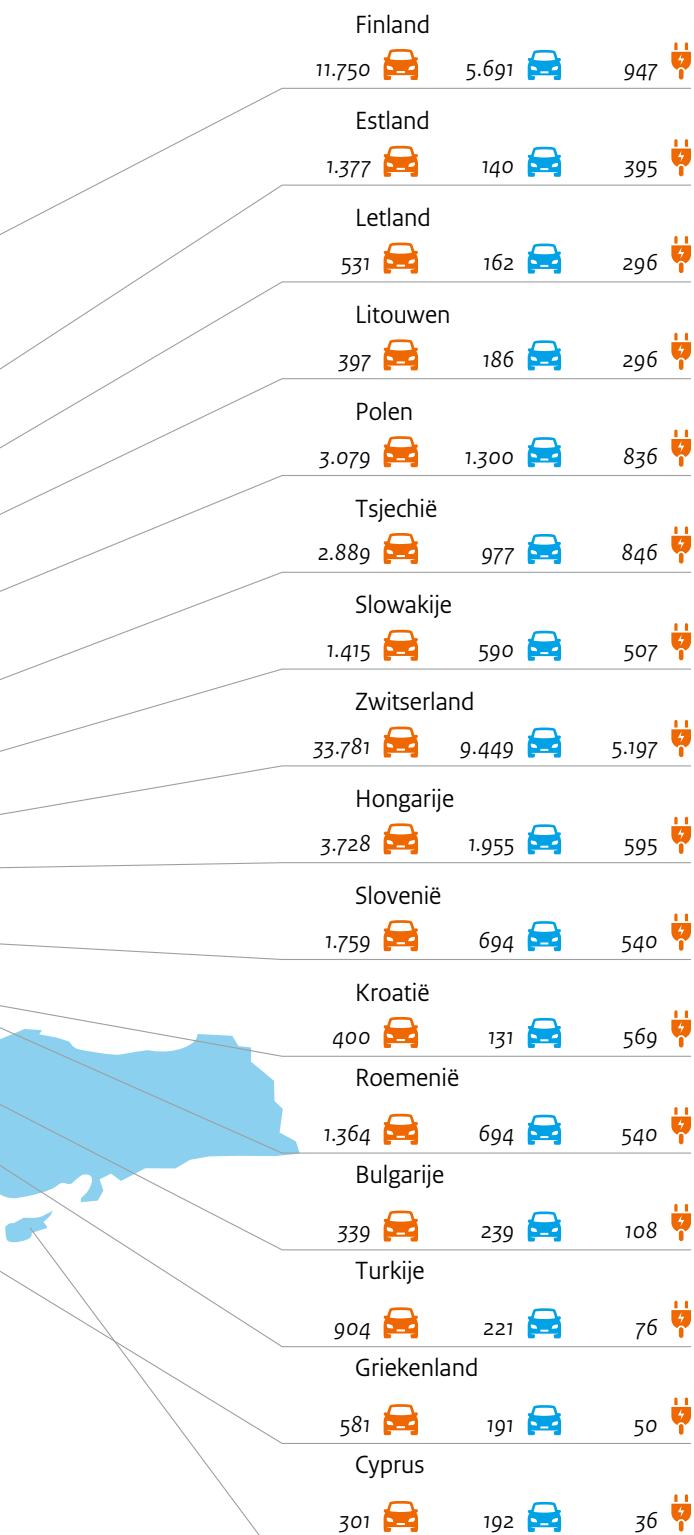 Finland
11.750 5.691 947
Estland
1.377 140 395
Letland
531 162 296
Litouwen
397 186 296
Polen
3.079 1.300 836
Tsjechië
2.889 977 846
Slowakije
1.415 590 507
Zwitserland
33.781 9.449 5.197
Hongarije
3.728 1.955 595
Slovenië
1.759 694 540
Kroatië
400 131 569
Roemenië
1.364 694 540
Bulgarije
339 239 108
Turkije
904 221 76
Griekenland
581 191 50
Cyprus
301 192 36